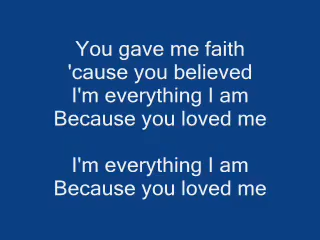 You gave me faith
'cause you believed
I'm everything I am
Because you loved me

I'm everything I am
Because you loved me